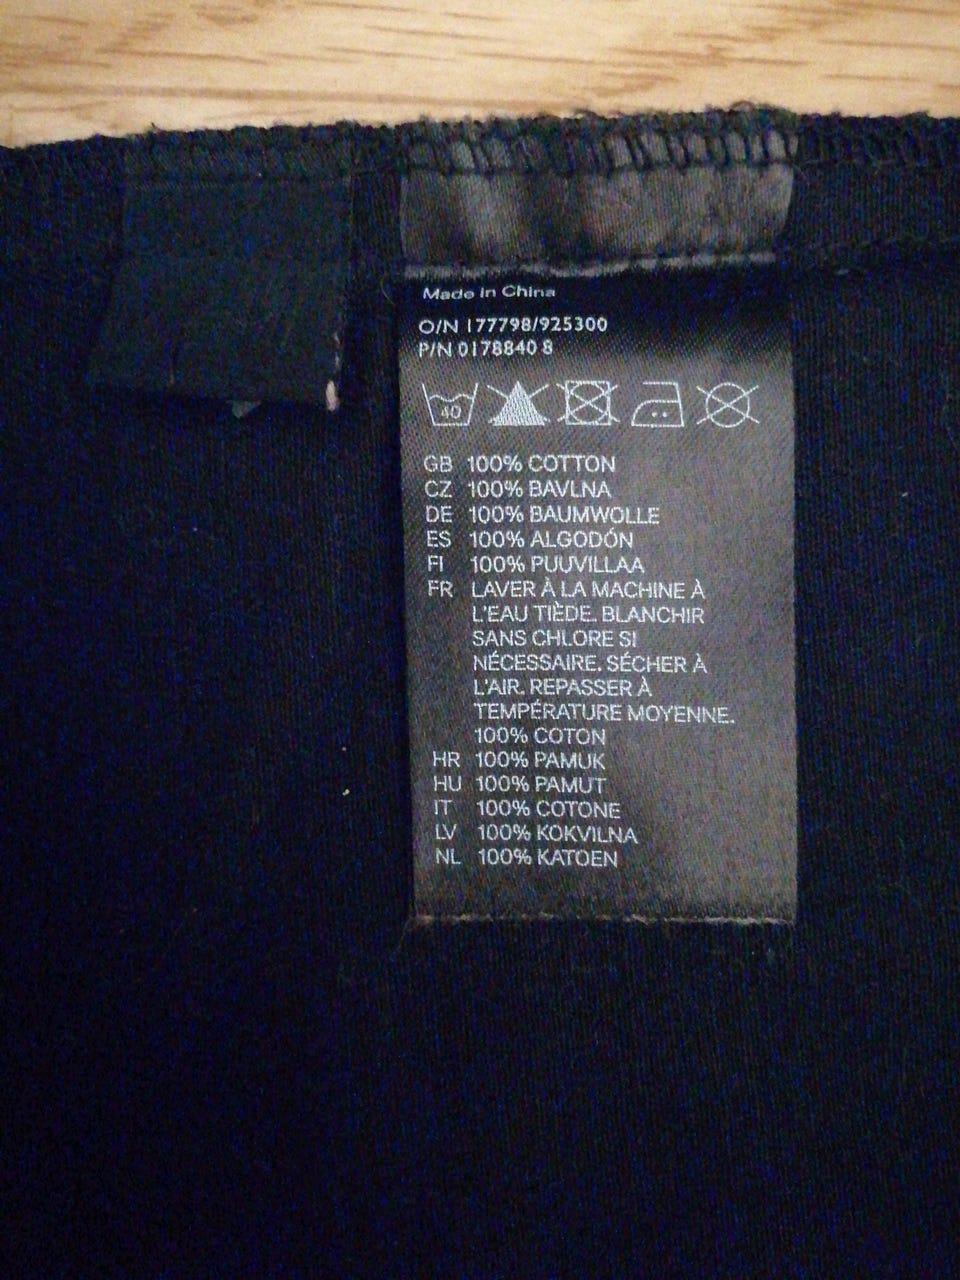 Made in China
O/N 177798/925300
P/N 0178840 8
40
GB 100% COTTON
CZ 100% BAVLNA
DE 100% BAUMWOLLE
ES 100% ALGODÓN
FI 100% PUUVILLAA
FR LAVER À LA MACHINE À
L'EAU TIÈDE. BLANCHIR
SANS CHLORE SI
NÉCESSAIRE. SÉCHER À
L'AIR. REPASSER À
TEMPÉRATURE MOYENNE.
100% COTON
HR 100% PAMUK
HU 100% PAMUT
IT 100% COTONE
LV 100% KOKVILNA
NL 100% KATOEN